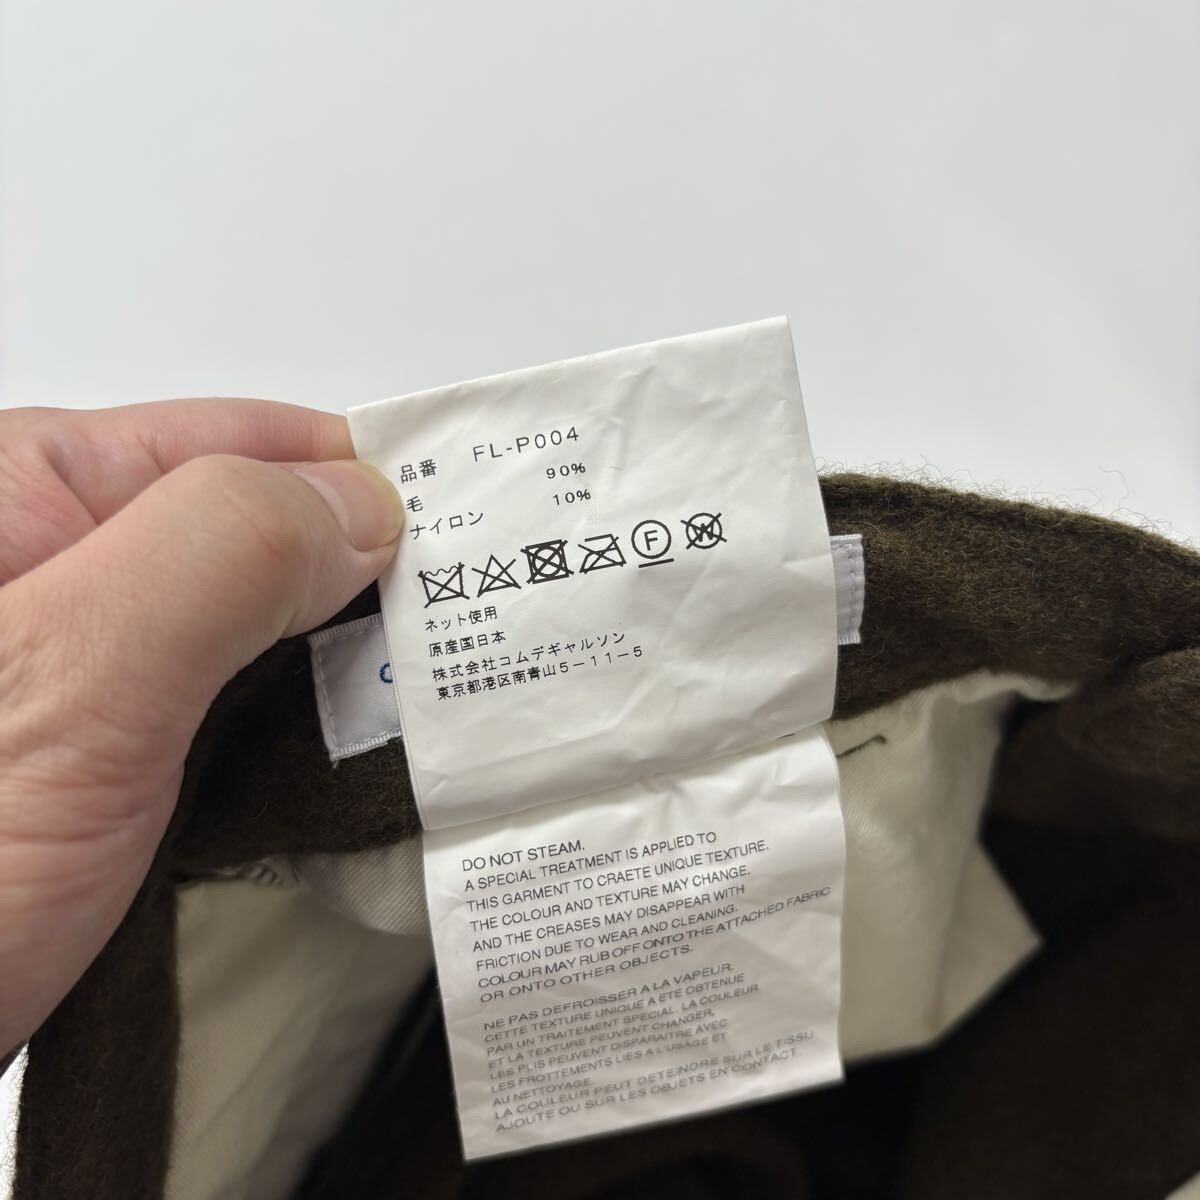 品番 FL-P004
毛 90%
ナイロン 10%
F W
ネット使用
原産国日本
株式会社コムデギャルソン
東京都港区南青山5-11-5
DO NOT STEAM.
A SPECIAL TREATMENT IS APPLIED TO
THIS GARMENT TO CRAETE UNIQUE TEXTURE.
THE COLOUR AND TEXTURE MAY CHANGE,
AND THE CREASES MAY DISAPPEAR WITH
FRICTION DUE TO WEAR AND CLEANING.
COLOUR MAY RUB OFF ONTO THE ATTACHED FABRIC
OR ONTO OTHER OBJECTS.
NE PAS DEFROISSER A LA VAPEUR.
CETTE TEXTURE UNIQUE A ETE OBTENUE
PAR UN TRAITEMENT SPECIAL. LA COULEUR
ET LA TEXTURE PEUVENT CHANGER,
LES PLIS PEUVENT DISPARAITRE AVEC
LES FROTTEMENTS LIES A L'USAGE ET
AU NETTOYAGE.
LA COULEUR PEUT DETEINDRE SUR LE TISSU
AJOUTE OU SUR LES OBJETS EN CONTACT.